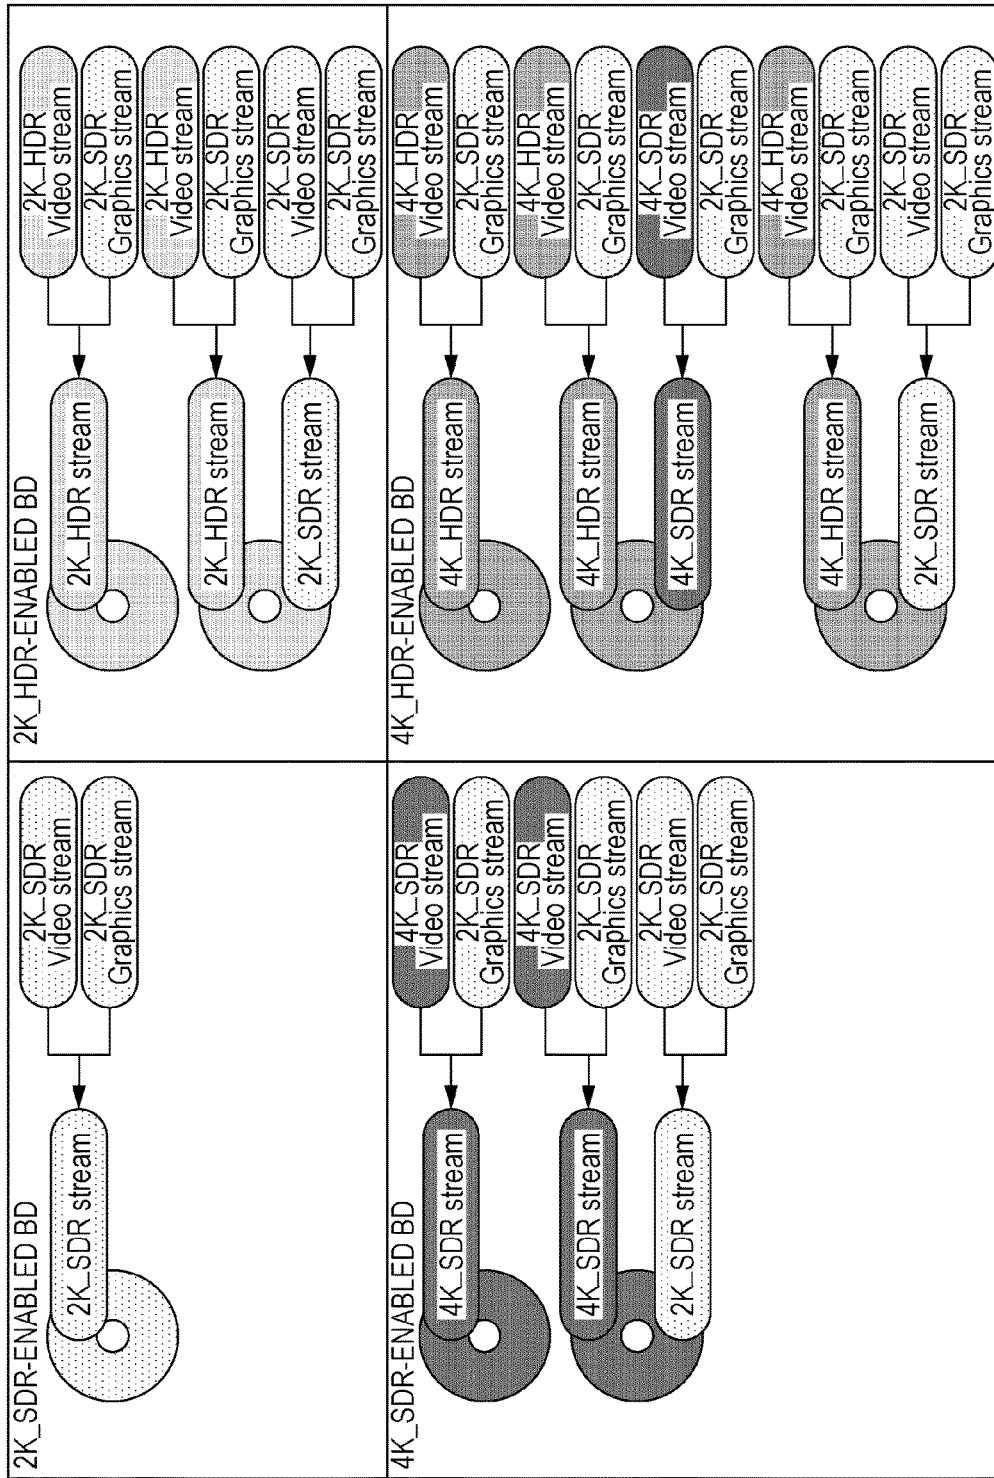 2K_SDR-ENABLED BD
2K_SDR stream
2K_SDR
Video stream
2K_SDR
Graphics stream
2K_HDR-ENABLED BD
2K_HDR stream
2K_HDR
Video stream
2K_SDR
Graphics stream
2K_HDR stream
2K_HDR
Video stream
2K_SDR
Graphics stream
2K_SDR stream
2K_SDR
Video stream
2K_SDR
Graphics stream
4K_SDR-ENABLED BD
4K_SDR stream
4K_SDR
Video stream
2K_SDR
Graphics stream
4K_SDR stream
4K_SDR
Video stream
2K_SDR
Graphics stream
2K_SDR stream
2K_SDR
Video stream
2K_SDR
Graphics stream
4K_HDR-ENABLED BD
4K_HDR stream
4K_HDR
Video stream
2K_SDR
Graphics stream
4K_HDR stream
4K_HDR
Video stream
2K_SDR
Graphics stream
4K_SDR stream
4K_SDR
Video stream
2K_SDR
Graphics stream
4K_HDR stream
4K_HDR
Video stream
2K_SDR
Graphics stream
2K_SDR stream
2K_SDR
Video stream
2K_SDR
Graphics stream